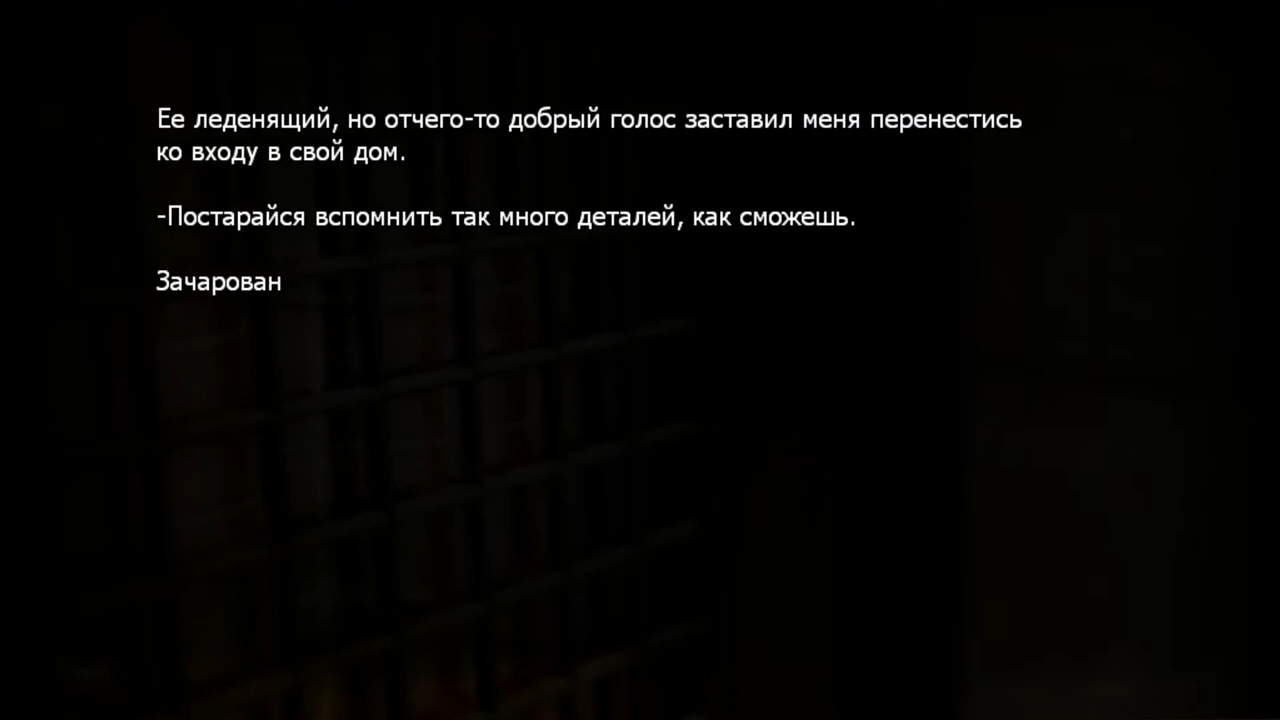 Ее леденящий, но отчего-то добрый голос заставил меня перенестись
ко входу в свой дом.
-Постарайся вспомнить так много деталей, как сможешь.
Зачарован